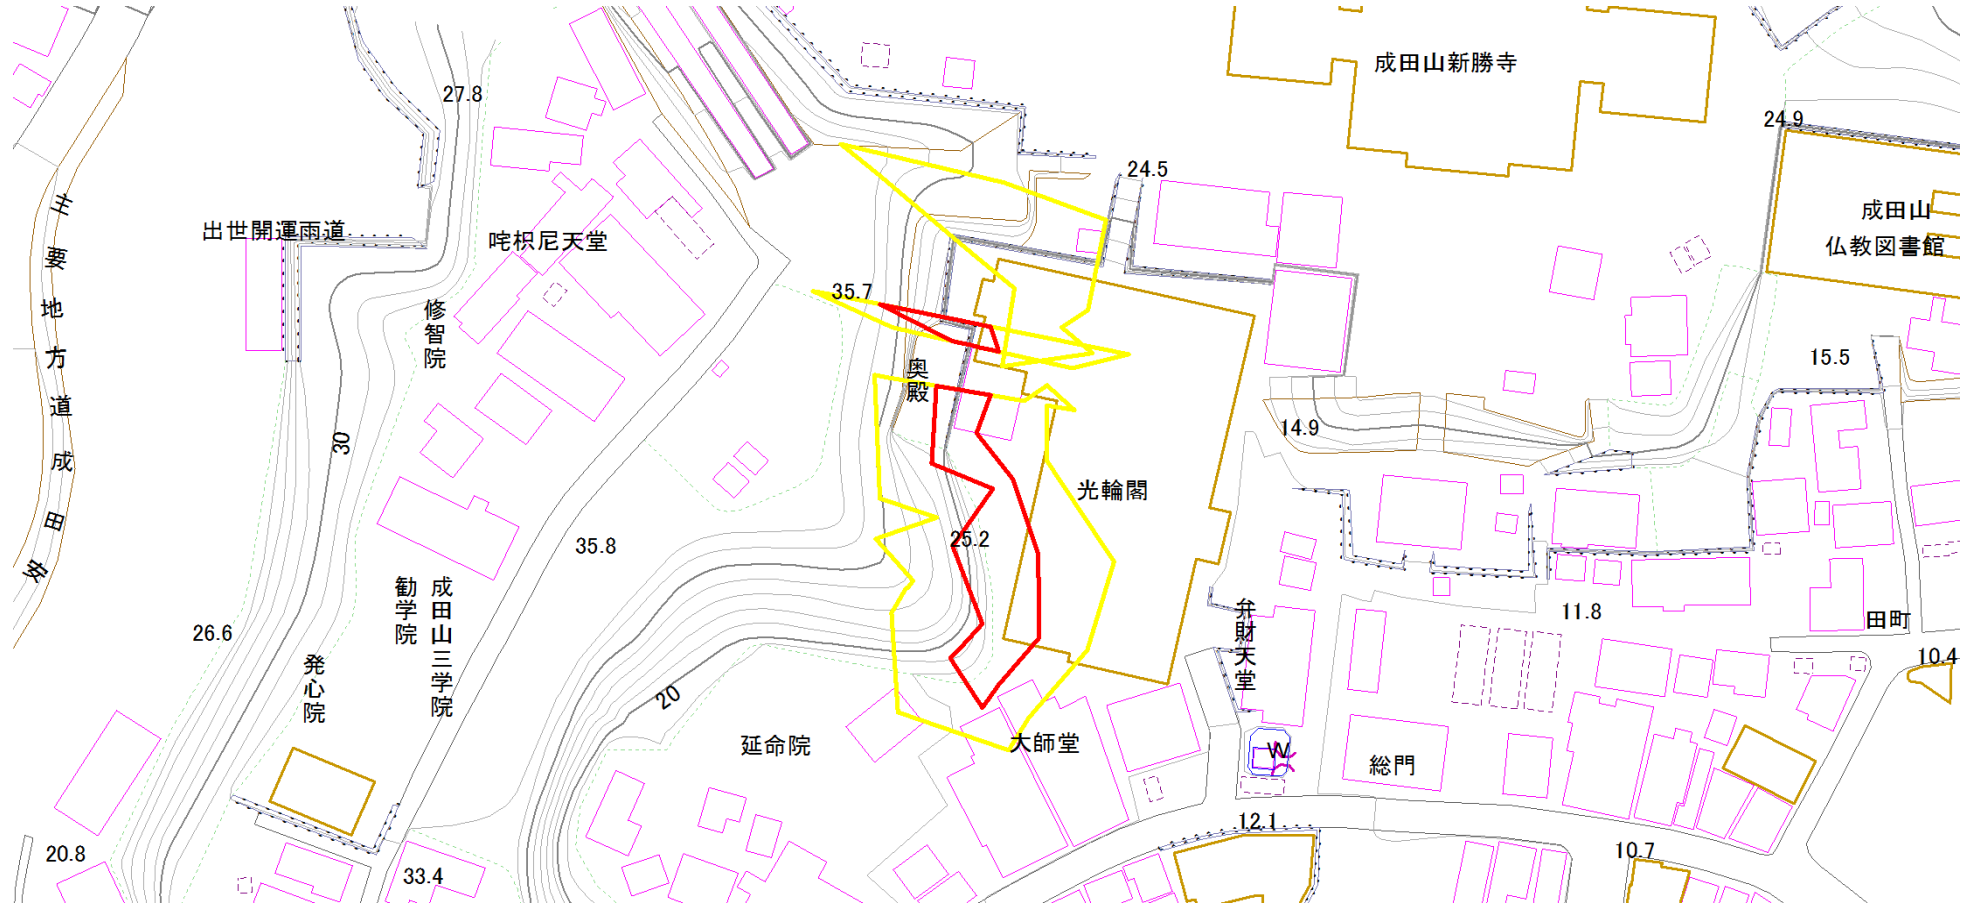 成田山新勝寺
27.8
24.9
24.5
主要地方道成田安
出世開運雨道
咤枳尼天堂
成田山
仏教図書館
35.7
修智院
奥殿
15.5
14.9
30
光輪閣
25.2
35.8
成田山三学院
勧学院
弁財天堂
11.8
田町
26.6
発心院
10.4
20
延命院
大師堂
W
総門
12.1
10.7
20.8
33.4